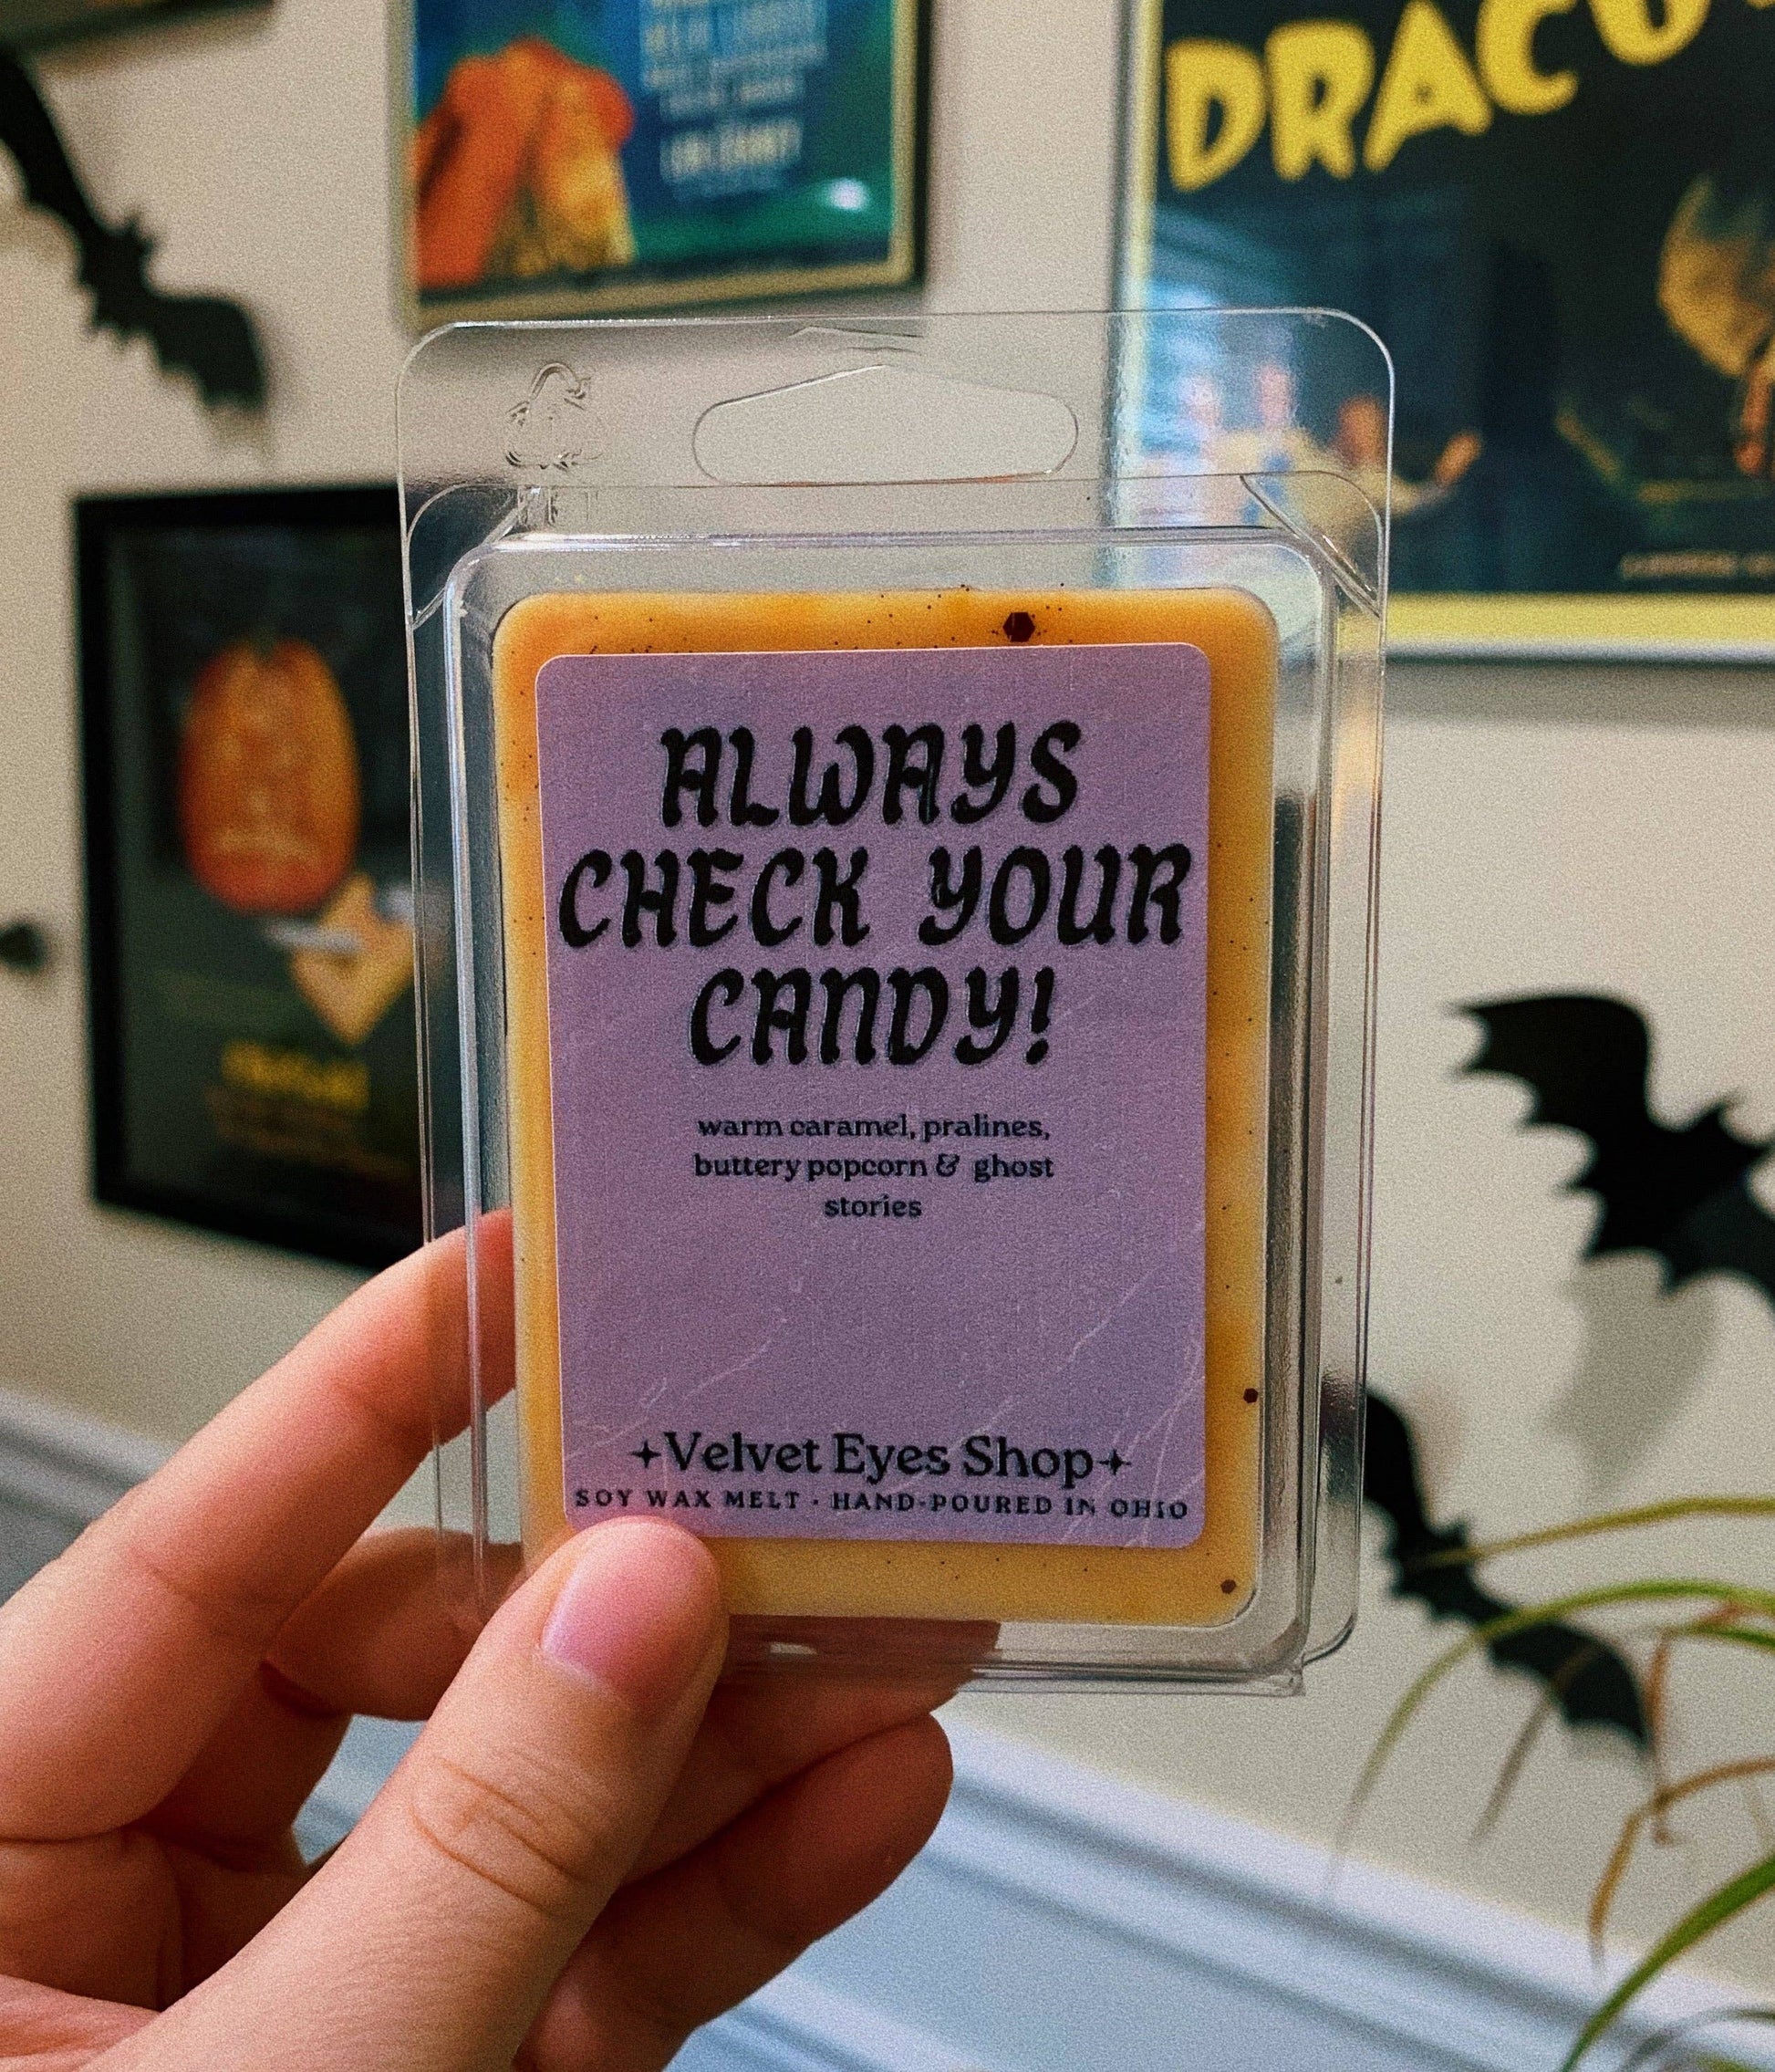 DRACU
ALWAYS
CHECK YOUR
CANDY!
warm caramel, pralines,
buttery popcorn & ghost
stories
✦Velvet Eyes Shop✦
SOY WAX MELT · HAND-POURED IN OHIO